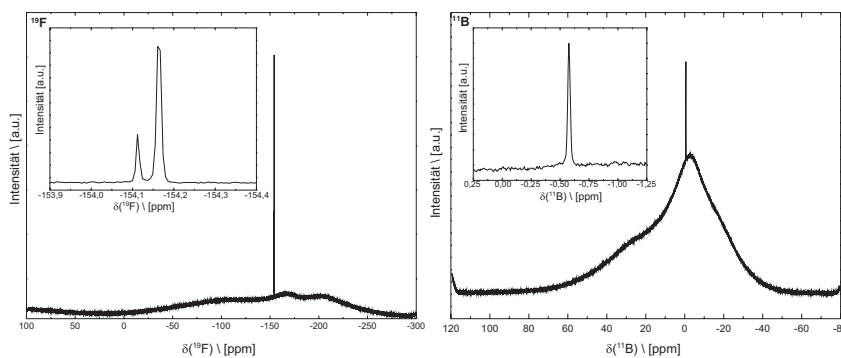 ¹⁹F
Intensität \ [a.u.]
-153,9 -154,0 -154,1 -154,2 -154,3 -154,4
δ(¹⁹F) \ [ppm]
Intensität \ [a.u.]
100 50 0 -50 -100 -150 -200 -250 -300
δ(¹⁹F) \ [ppm]
¹¹B
Intensität \ [a.u.]
0,25 0,00 -0,25 -0,50 -0,75 -1,00 -1,25
δ(¹¹B) \ [ppm]
Intensität \ [a.u.]
120 100 80 60 40 20 0 -20 -40 -60 -80
δ(¹¹B) \ [ppm]